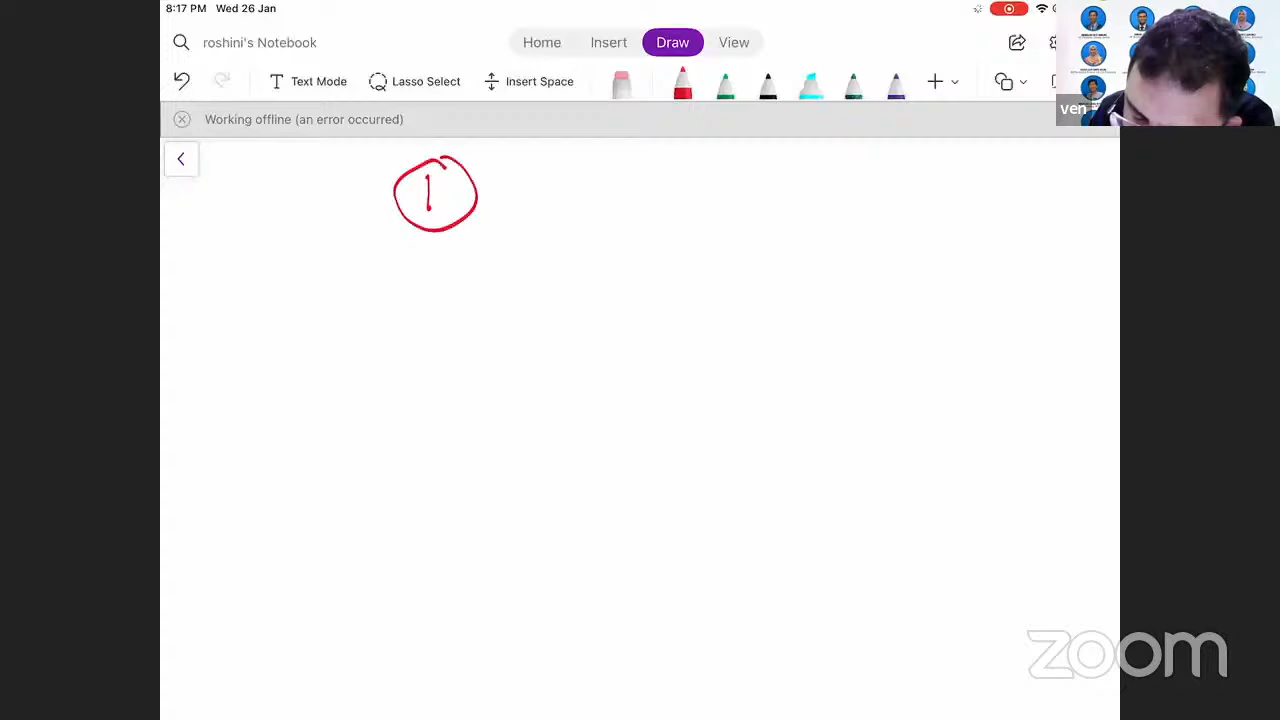 8:17 PM Wed 26 Jan
roshini's Notebook
Home Insert Draw View
Text Mode Lasso Select Insert Space
ven
Working offline (an error occurred)
1
zoom